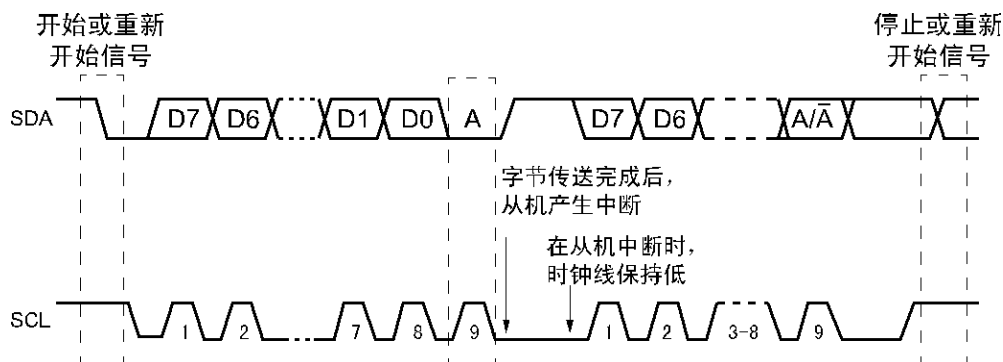 开始或重新
开始信号
停止或重新
开始信号
SDA D7 D6 D1 D0 A D7 D6 A/A̅
字节传送完成后，
从机产生中断
在从机中断时，
时钟线保持低
SCL 1 2 7 8 9 1 2 3-8 9